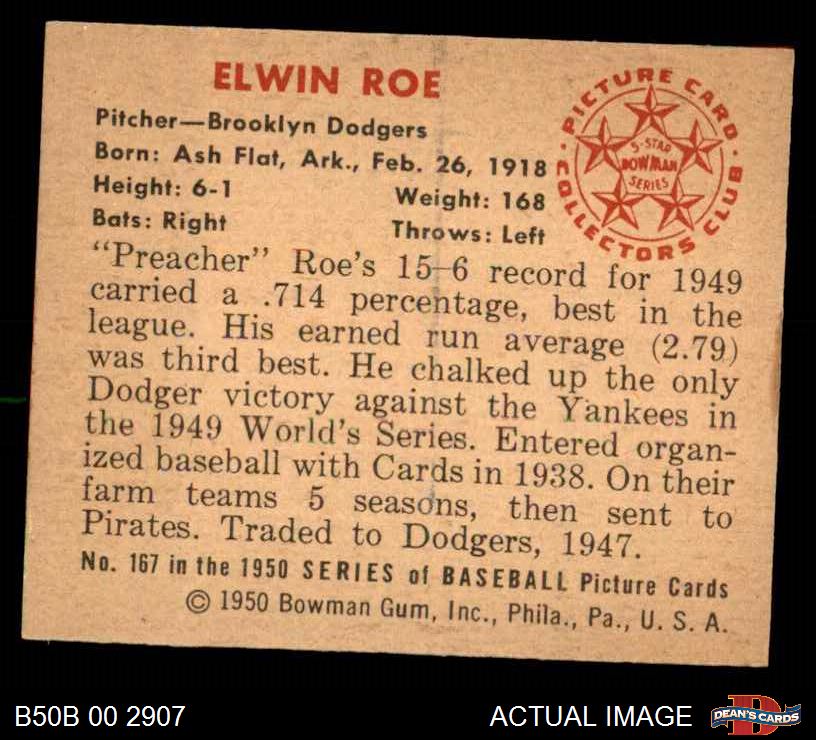 ELWIN ROE
Pitcher—Brooklyn Dodgers
Born: Ash Flat, Ark., Feb. 26, 1918
Height: 6-1 Weight: 168
Bats: Right Throws: Left
PICTURE CARD
COLLECTORS CLUB
5-STAR
BOWMAN
SERIES
“Preacher” Roe's 15-6 record for 1949
carried a .714 percentage, best in the
league. His earned run average (2.79)
was third best. He chalked up the only
Dodger victory against the Yankees in
the 1949 World's Series. Entered organ-
ized baseball with Cards in 1938. On their
farm teams 5 seasons, then sent to
Pirates. Traded to Dodgers, 1947.
No. 167 in the 1950 SERIES of BASEBALL Picture Cards
© 1950 Bowman Gum, Inc., Phila., Pa., U. S. A.
B50B 00 2907 ACTUAL IMAGE
DEAN'S CARDS